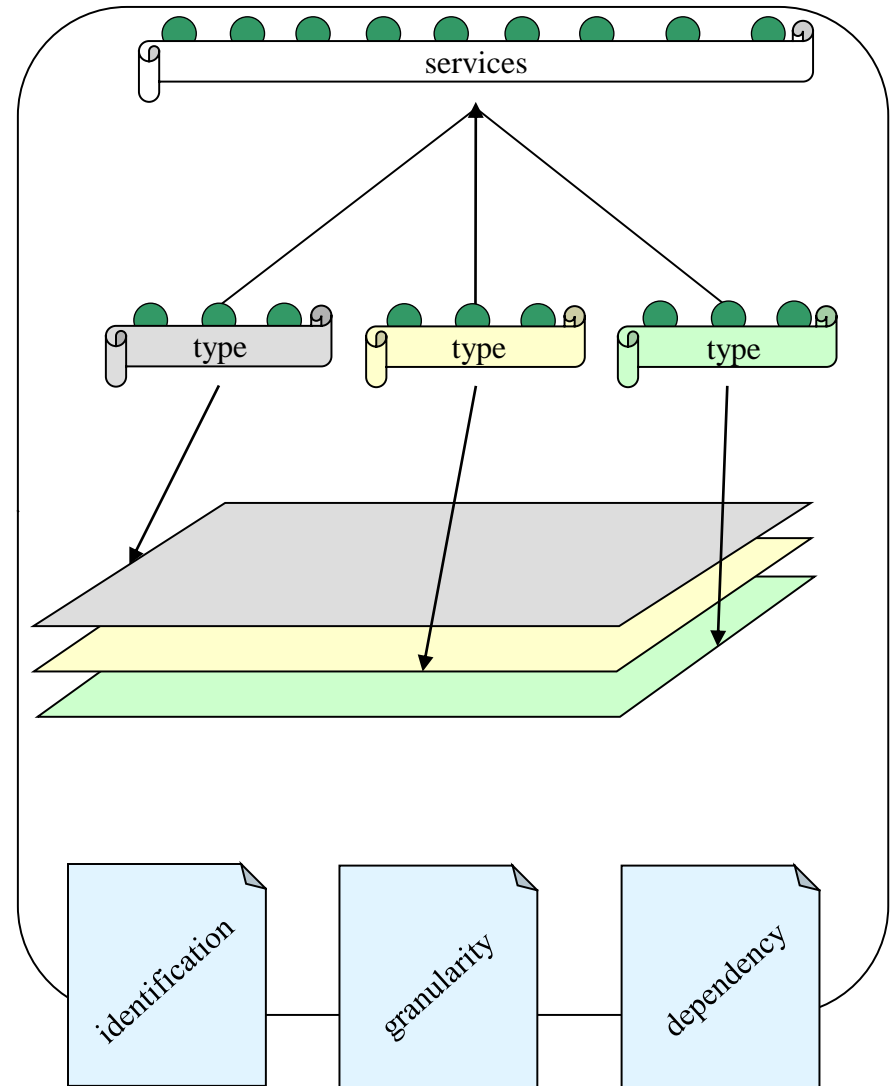 services
type
type
type
identification
granularity
dependency